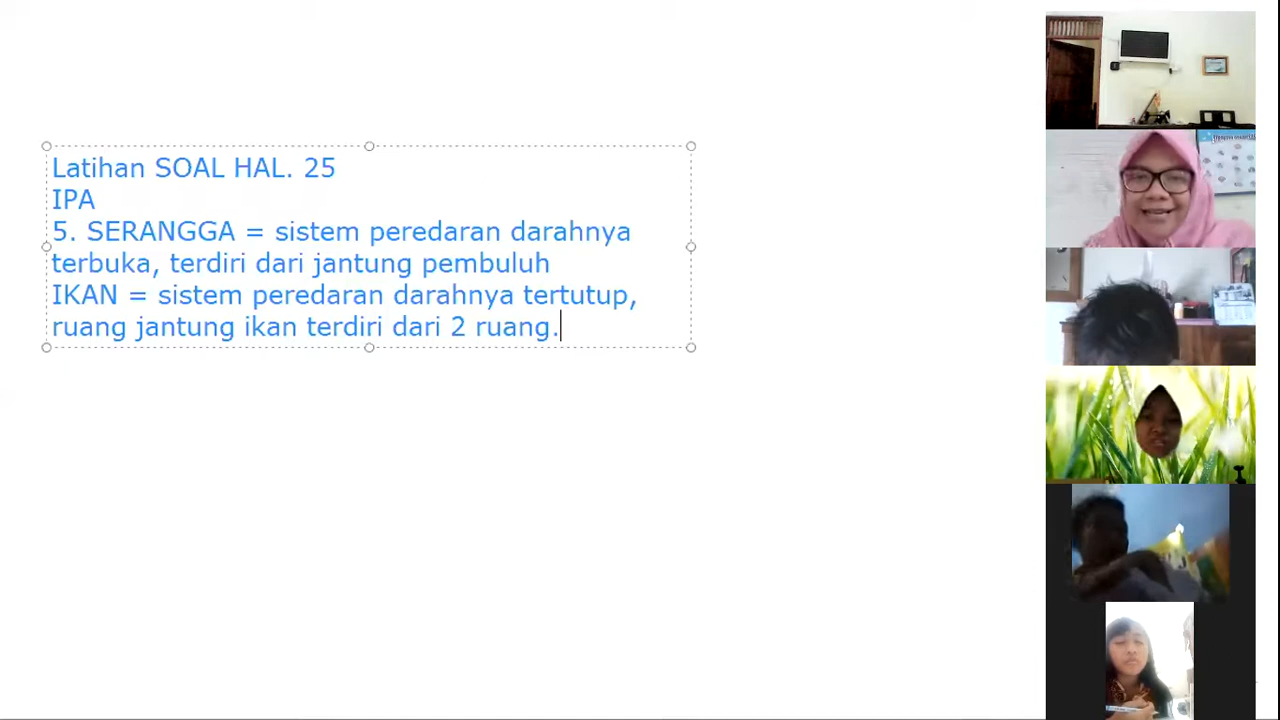 Latihan SOAL HAL. 25
IPA
5. SERANGGA = sistem peredaran darahnya
terbuka, terdiri dari jantung pembuluh
IKAN = sistem peredaran darahnya tertutup,
ruang jantung ikan terdiri dari 2 ruang.